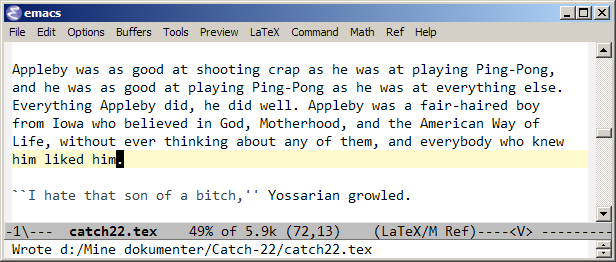 emacs
File Edit Options Buffers Tools Preview LaTeX Command Math Ref Help
Appleby was as good at shooting crap as he was at playing Ping-Pong,
and he was as good at playing Ping-Pong as he was at everything else.
Everything Appleby did, he did well. Appleby was a fair-haired boy
from Iowa who believed in God, Motherhood, and the American Way of
Life, without ever thinking about any of them, and everybody who knew
him liked him.
``I hate that son of a bitch,'' Yossarian growled.
-1\--- catch22.tex 49% of 5.9k (72,13) (LaTeX/M Ref)----<V> ---------
Wrote d:/Mine dokumenter/Catch-22/catch22.tex